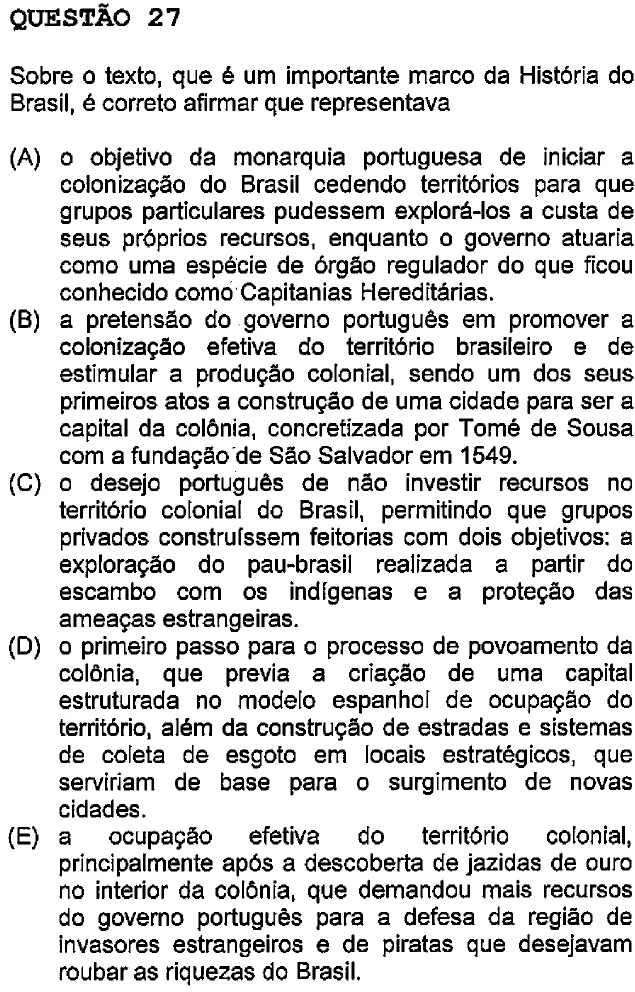 QUESTÃO 27
Sobre o texto, que é um importante marco da História do
Brasil, é correto afirmar que representava
(A) o objetivo da monarquia portuguesa de iniciar a
colonização do Brasil cedendo territórios para que
grupos particulares pudessem explorá-los a custa de
seus próprios recursos, enquanto o governo atuaria
como uma espécie de órgão regulador do que ficou
conhecido como Capitanias Hereditárias.
(B) a pretensão do governo português em promover a
colonização efetiva do território brasileiro e de
estimular a produção colonial, sendo um dos seus
primeiros atos a construção de uma cidade para ser a
capital da colônia, concretizada por Tomé de Sousa
com a fundação de São Salvador em 1549.
(C) o desejo português de não investir recursos no
território colonial do Brasil, permitindo que grupos
privados construíssem feitorias com dois objetivos: a
exploração do pau-brasil realizada a partir do
escambo com os indígenas e a proteção das
ameaças estrangeiras.
(D) o primeiro passo para o processo de povoamento da
colônia, que previa a criação de uma capital
estruturada no modelo espanhol de ocupação do
território, além da construção de estradas e sistemas
de coleta de esgoto em locais estratégicos, que
serviriam de base para o surgimento de novas
cidades.
(E) a ocupação efetiva do território colonial,
principalmente após a descoberta de jazidas de ouro
no interior da colônia, que demandou mais recursos
do governo português para a defesa da região de
invasores estrangeiros e de piratas que desejavam
roubar as riquezas do Brasil.